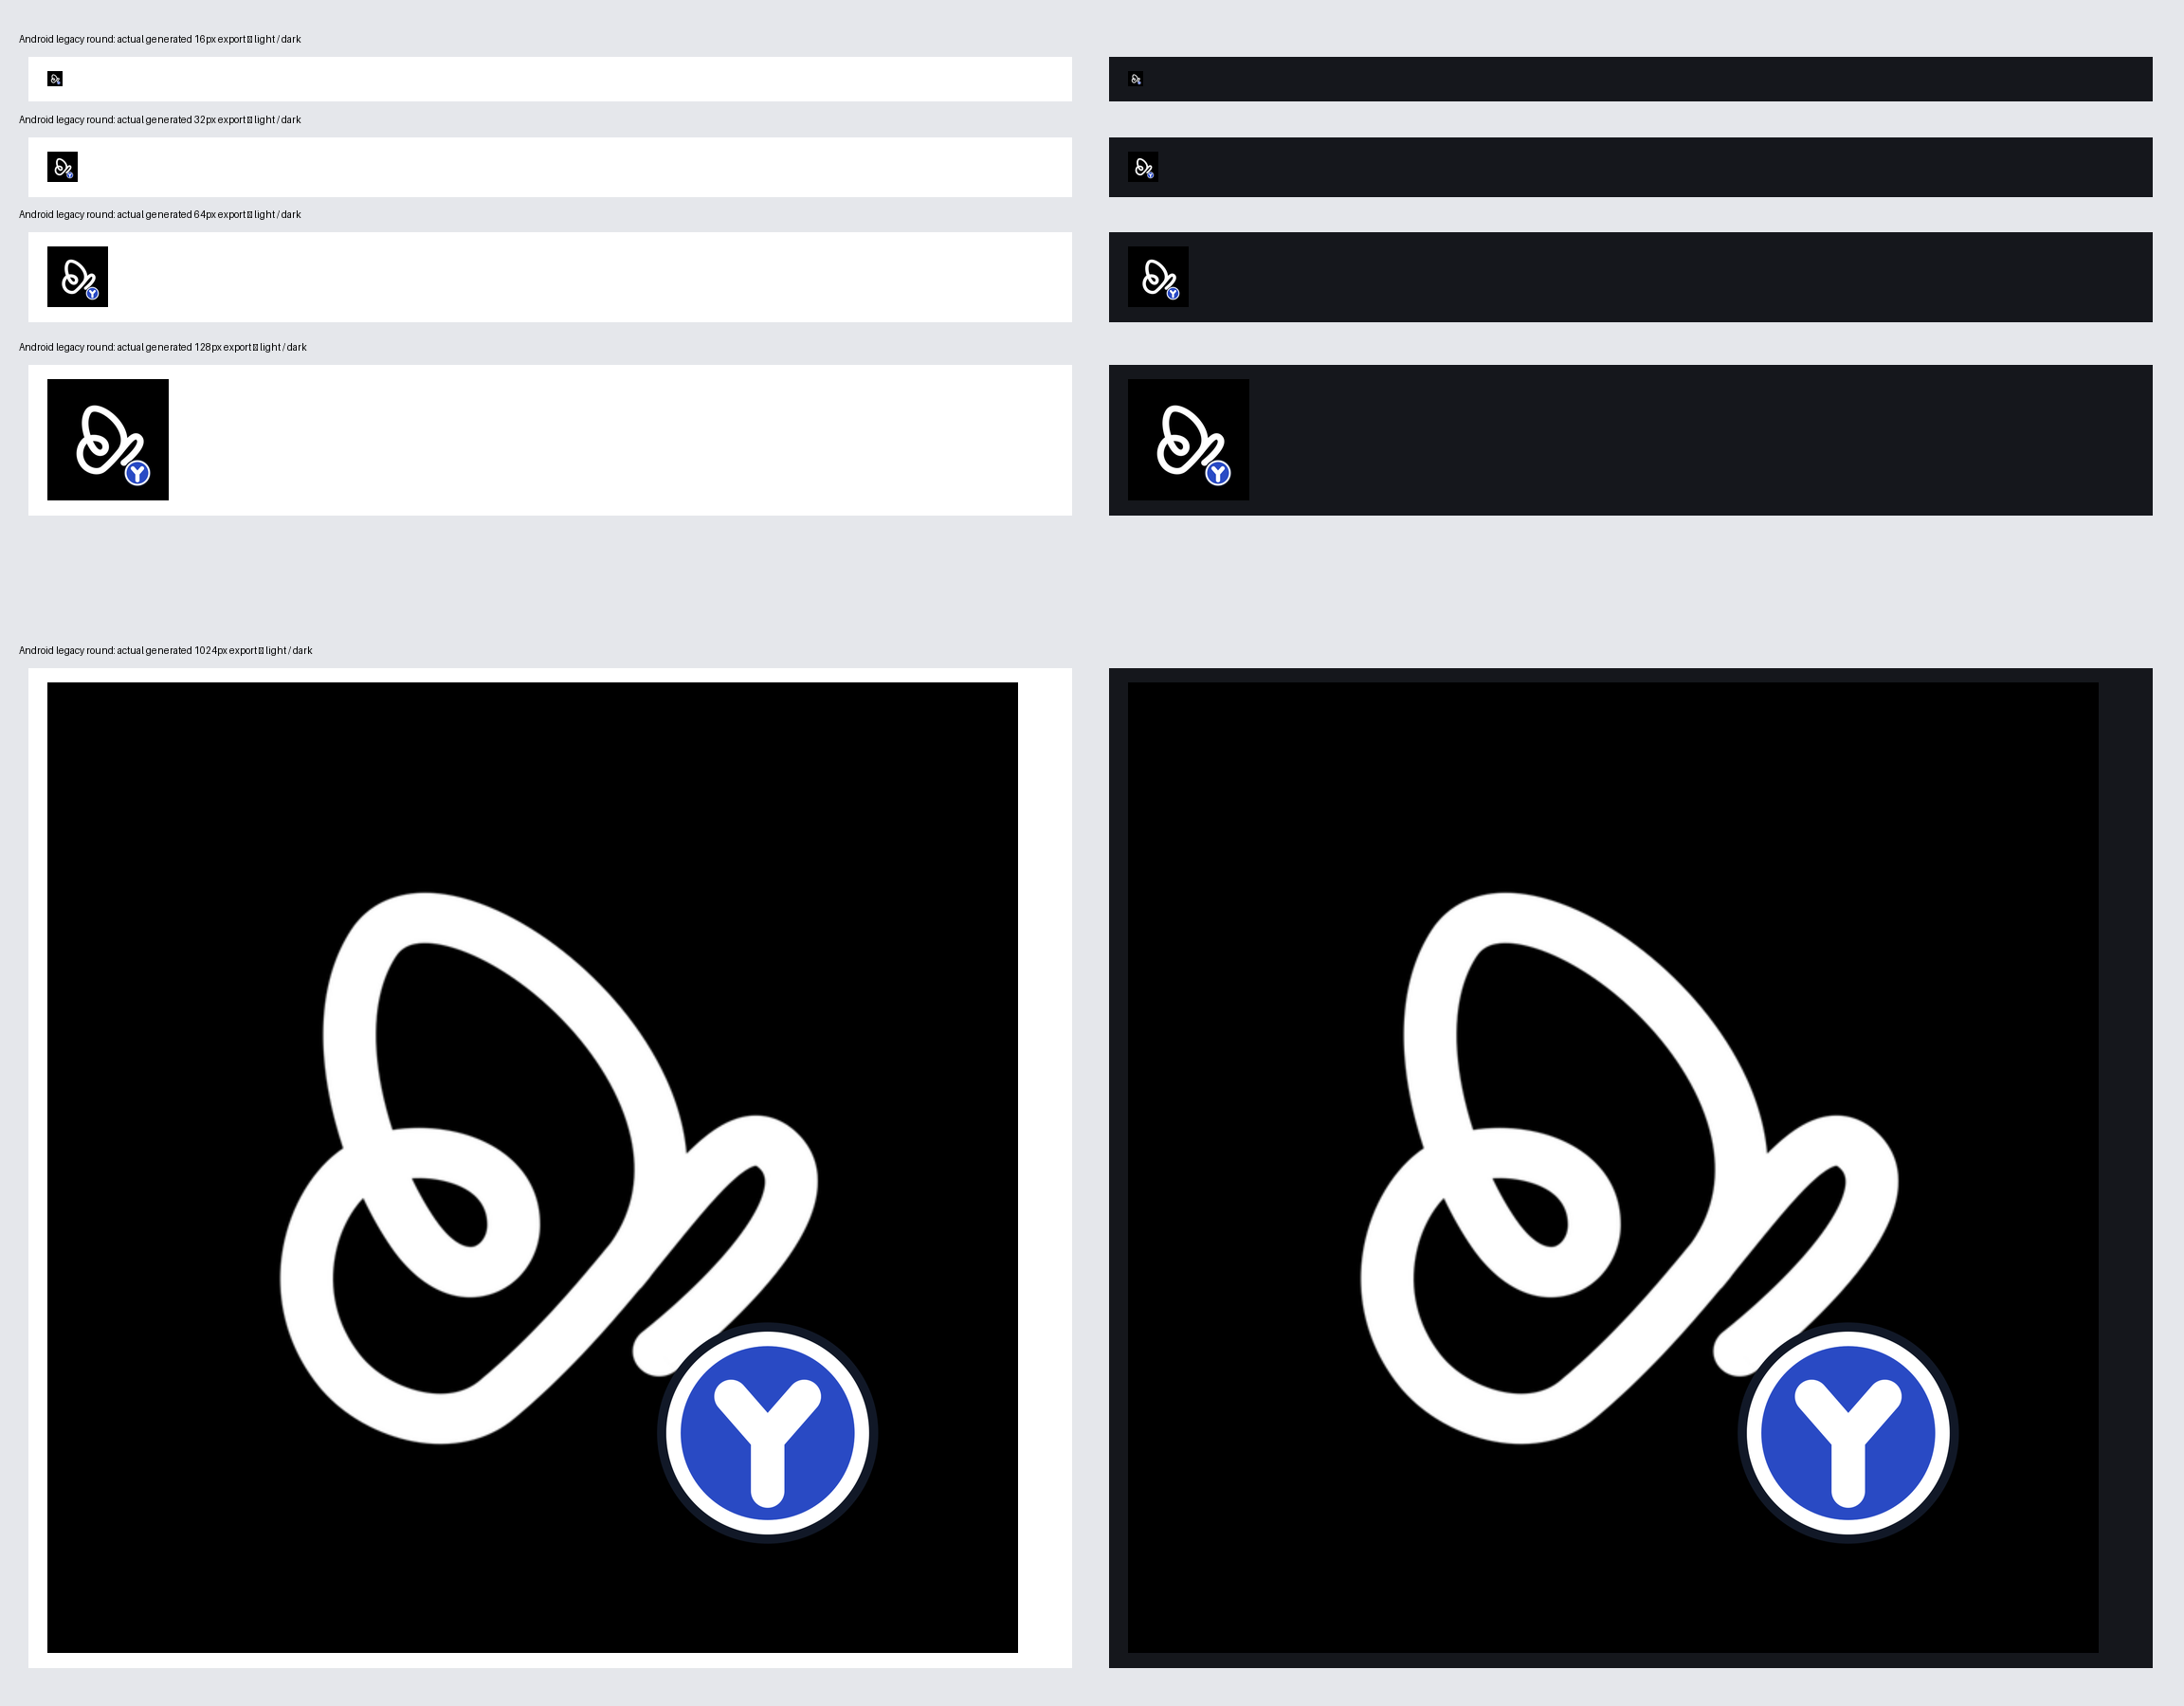 Android legacy round: actual generated 16px export ▯ light / dark
Android legacy round: actual generated 32px export ▯ light / dark
Android legacy round: actual generated 64px export ▯ light / dark
Y
Y
Android legacy round: actual generated 128px export ▯ light / dark
Y
Y
Android legacy round: actual generated 1024px export ▯ light / dark
Y
Y